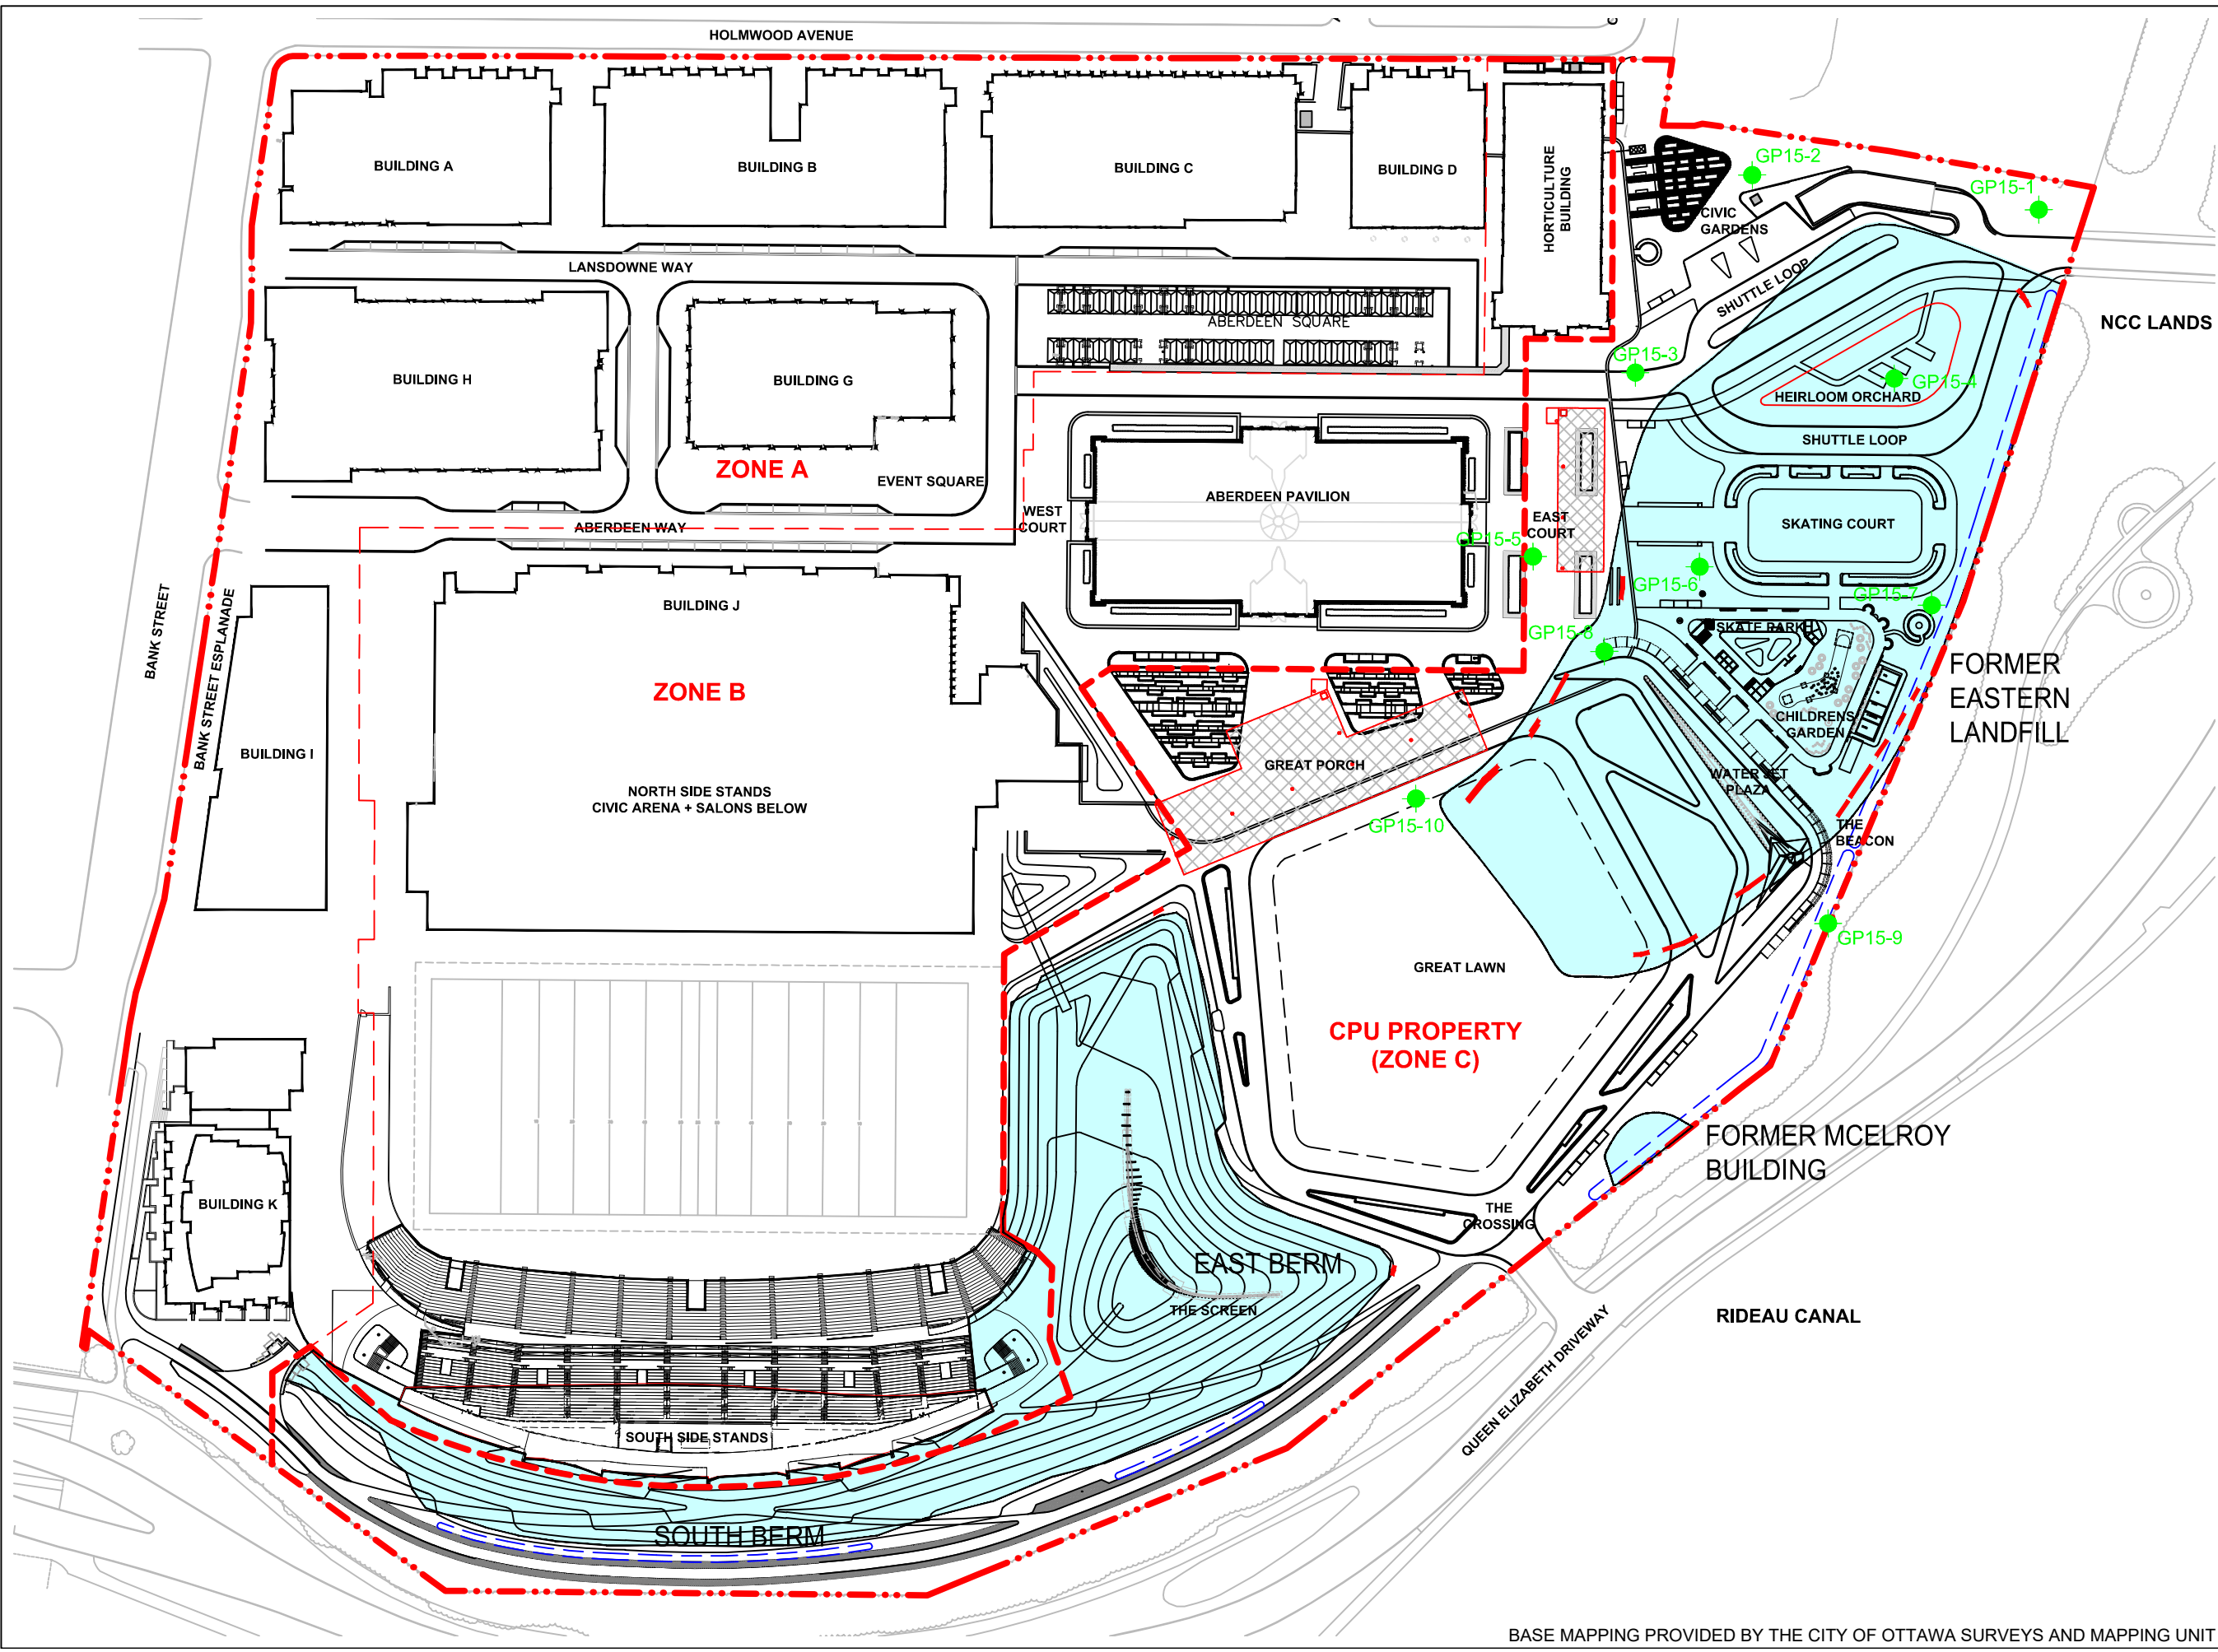 HOLMWOOD AVENUE
BUILDING A
BUILDING B
BUILDING C
BUILDING D
HORTICULTURE
BUILDING
GP15-2
GP15-1
CIVIC
GARDENS
LANSDOWNE WAY
SHUTTLE LOOP
ABERDEEN SQUARE
NCC LANDS
GP15-3
BUILDING H
BUILDING G
GP15-4
HEIRLOOM ORCHARD
SHUTTLE LOOP
ZONE A
EVENT SQUARE
ABERDEEN PAVILION
WEST
COURT
EAST
COURT
SKATING COURT
ABERDEEN WAY
GP15-5
GP15-6
GP15-7
BANK STREET
BANK STREET ESPLANADE
BUILDING J
GP15-8
SKATE PARK
FORMER
EASTERN
LANDFILL
ZONE B
CHILDRENS
GARDEN
BUILDING I
GREAT PORCH
WATER JET
PLAZA
NORTH SIDE STANDS
CIVIC ARENA + SALONS BELOW
GP15-10
THE
BEACON
GP15-9
GREAT LAWN
CPU PROPERTY
(ZONE C)
FORMER MCELROY
BUILDING
BUILDING K
THE
CROSSING
EAST BERM
THE SCREEN
RIDEAU CANAL
QUEEN ELIZABETH DRIVEWAY
SOUTH SIDE STANDS
SOUTH BERM
BASE MAPPING PROVIDED BY THE CITY OF OTTAWA SURVEYS AND MAPPING UNIT